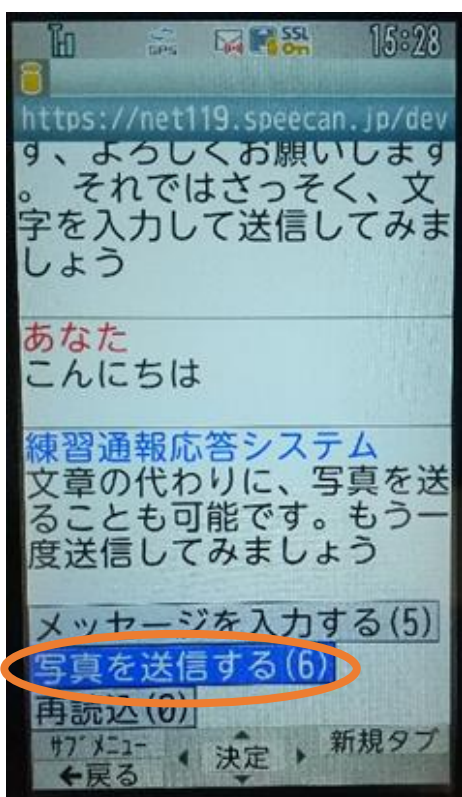 GPS SSL On 15:28
https://net119.speecan.jp/dev
す、よろしくお願いします
。 それではさっそく、文
字を入力して送信してみま
しょう
あなた
こんにちは
練習通報応答システム
文章の代わりに、写真を送
ることも可能です。もう一
度送信してみましょう
メッセージを入力する(5)
写真を送信する(6)
再読込(0)
サブメニュー 決定 新規タブ
←戻る